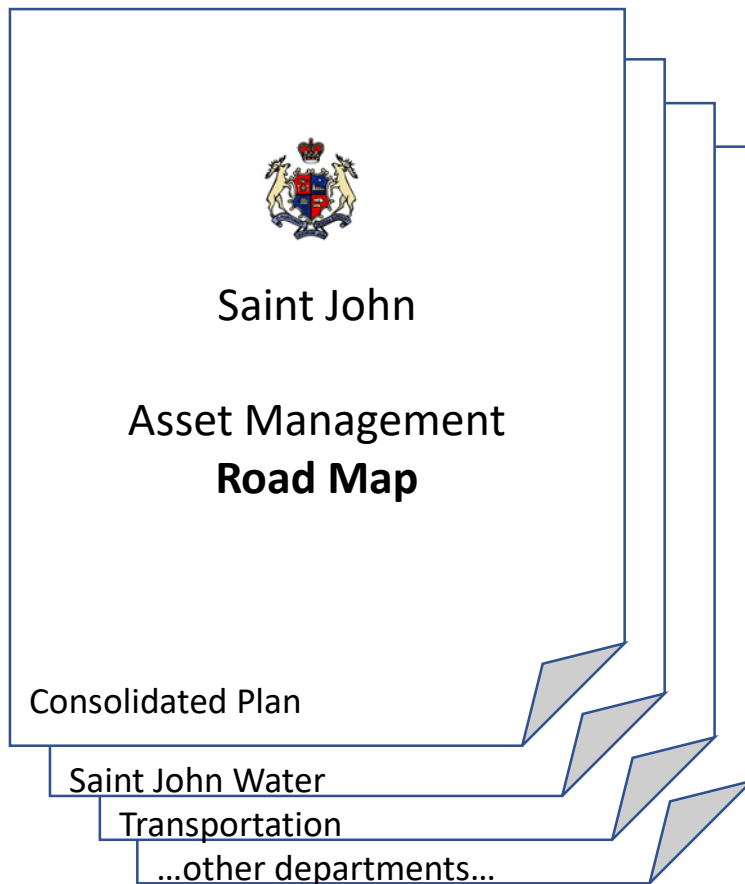 Saint John
Asset Management
Road Map
Consolidated Plan
Saint John Water
Transportation
...other departments...